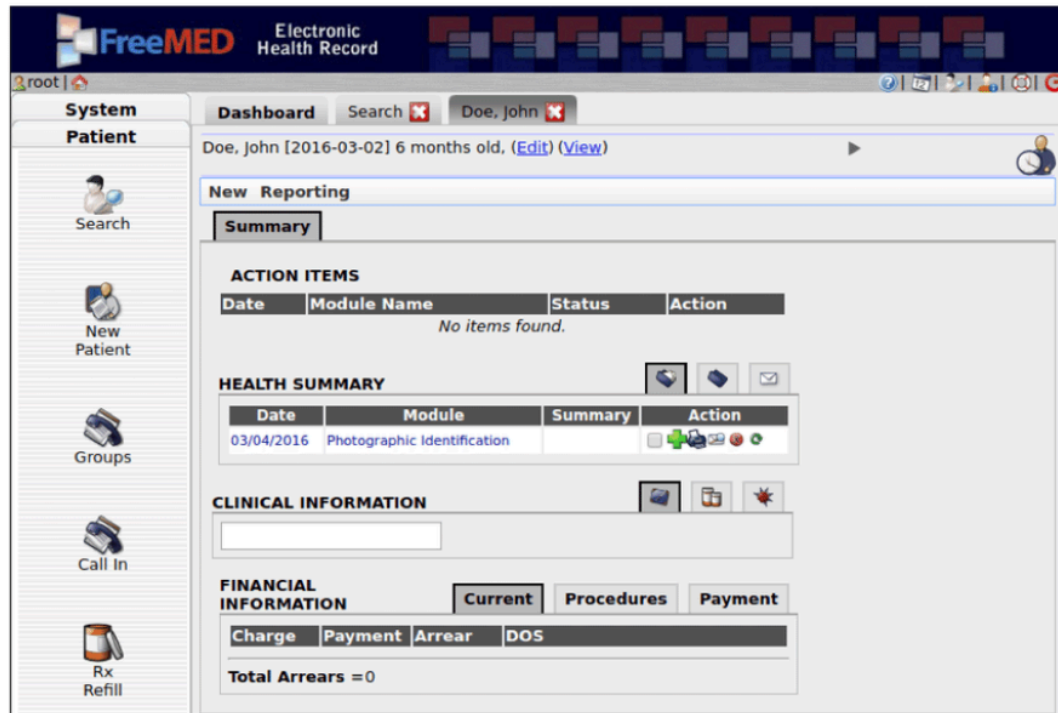 FreeMED Electronic
Health Record
root |
System
Patient
Search
New
Patient
Groups
Call In
Rx
Refill
Dashboard Search Doe, John
Doe, John [2016-03-02] 6 months old, (Edit) (View)
New Reporting
Summary
ACTION ITEMS
Date Module Name Status Action
No items found.
HEALTH SUMMARY
Date Module Summary Action
03/04/2016 Photographic Identification
CLINICAL INFORMATION
FINANCIAL
INFORMATION
Current Procedures Payment
Charge Payment Arrear DOS
Total Arrears =0